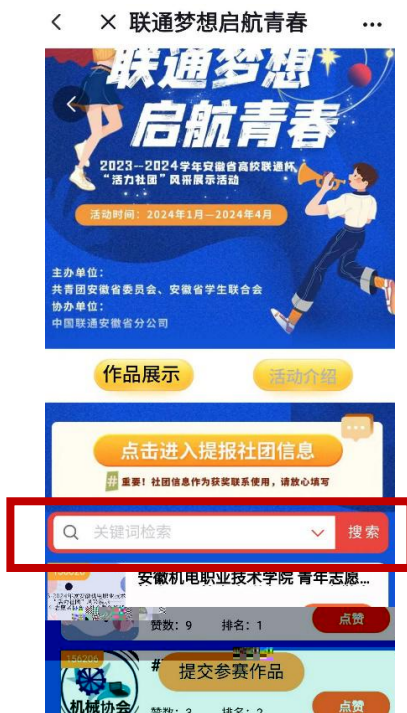 联通梦想启航青春
联通梦想
启航青春
2023--2024学年安徽省高校联通杯
“活力社团”风采展示活动
活动时间：2024年1月—2024年4月
主办单位：
共青团安徽省委员会、安徽省学生联合会
协办单位：
中国联通安徽省分公司
作品展示
活动介绍
点击进入提报社团信息
#重要！社团信息作为获奖联系使用，请放心填写
关键词检索
搜索
安徽机电职业技术学院 青年志愿...
赞数：9 排名：1
点赞
156206
#
提交参赛作品
机械协会
赞数：3 排名：2
点赞